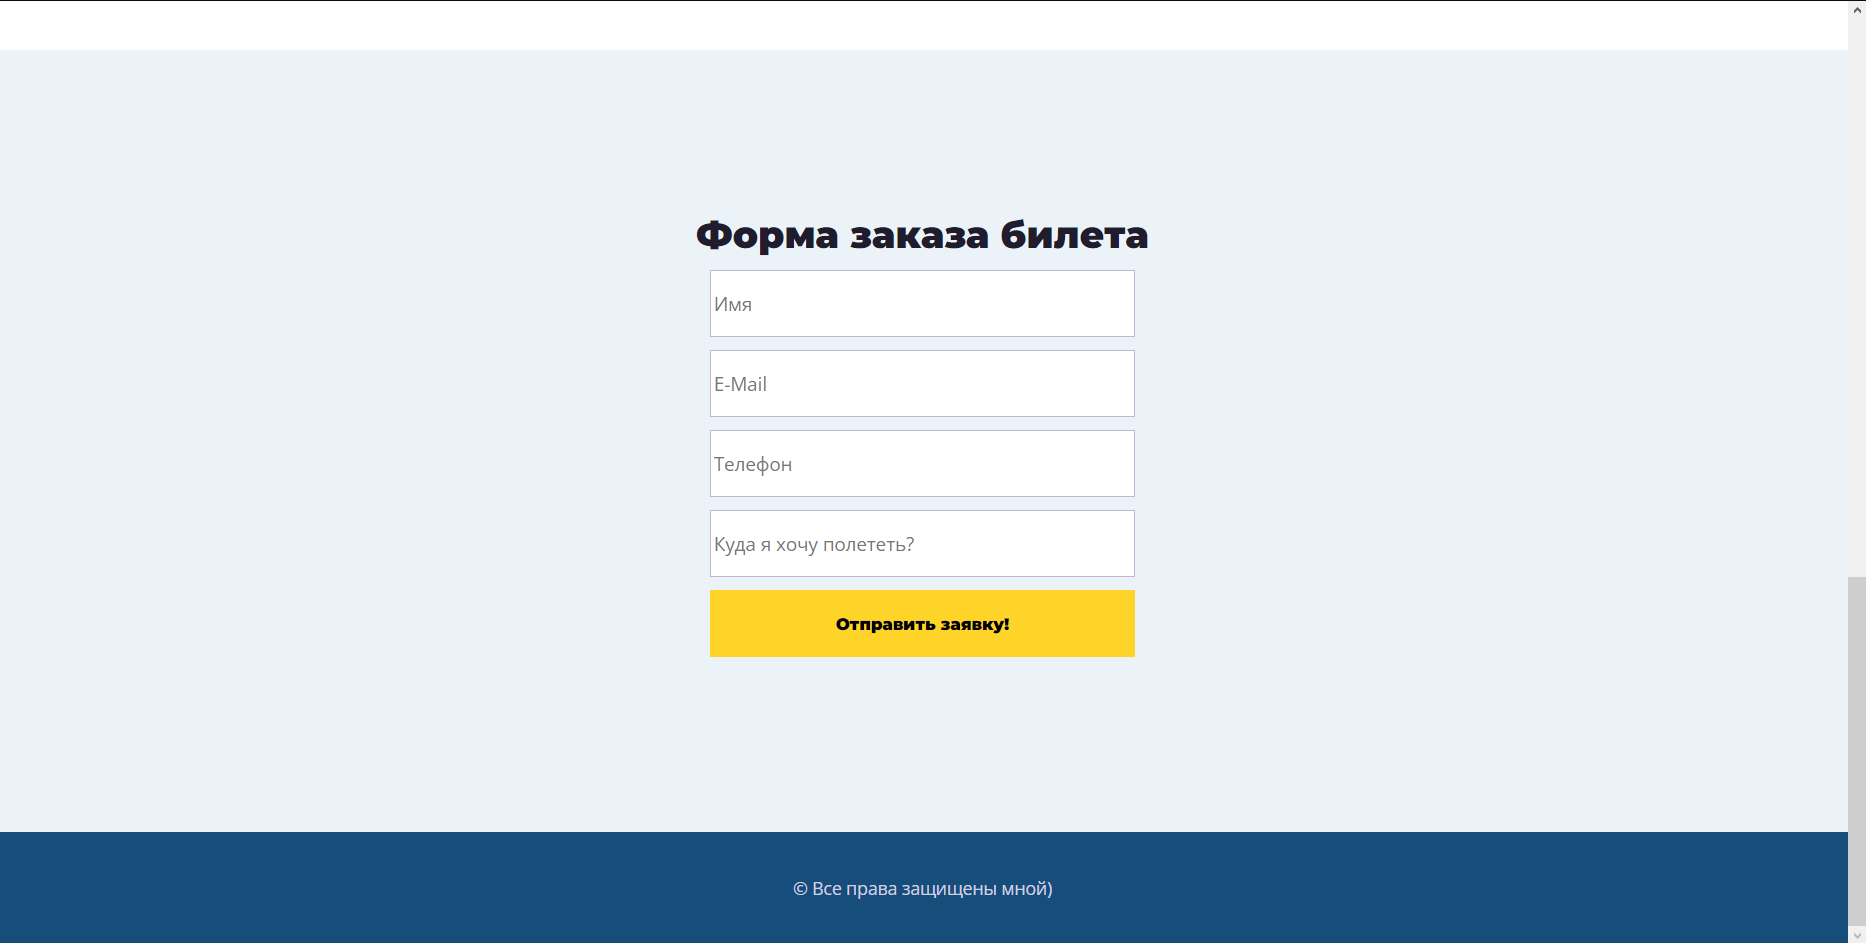 Форма заказа билета
Имя
E-Mail
Телефон
Куда я хочу полететь?
Отправить заявку!
© Все права защищены мной)